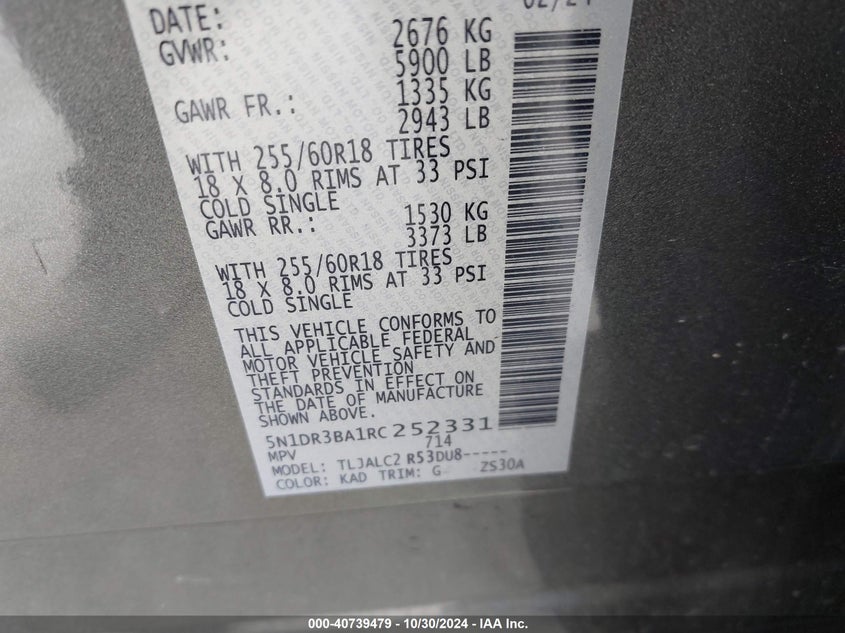 DATE: 02/24
GVWR: 2676 KG
5900 LB
GAWR FR.: 1335 KG
2943 LB
WITH 255/60R18 TIRES
18 X 8.0 RIMS AT 33 PSI
COLD SINGLE
GAWR RR.: 1530 KG
3373 LB
WITH 255/60R18 TIRES
18 X 8.0 RIMS AT 33 PSI
COLD SINGLE
THIS VEHICLE CONFORMS TO
ALL APPLICABLE FEDERAL
MOTOR VEHICLE SAFETY AND
THEFT PREVENTION
STANDARDS IN EFFECT ON
THE DATE OF MANUFACTURE
SHOWN ABOVE.
5N1DR3BA1RC252331
MPV 714
MODEL: TLJALC2 R53DU8-----
COLOR: KAD TRIM: G ZS30A
000-40739479 - 10/30/2024 - IAA Inc.